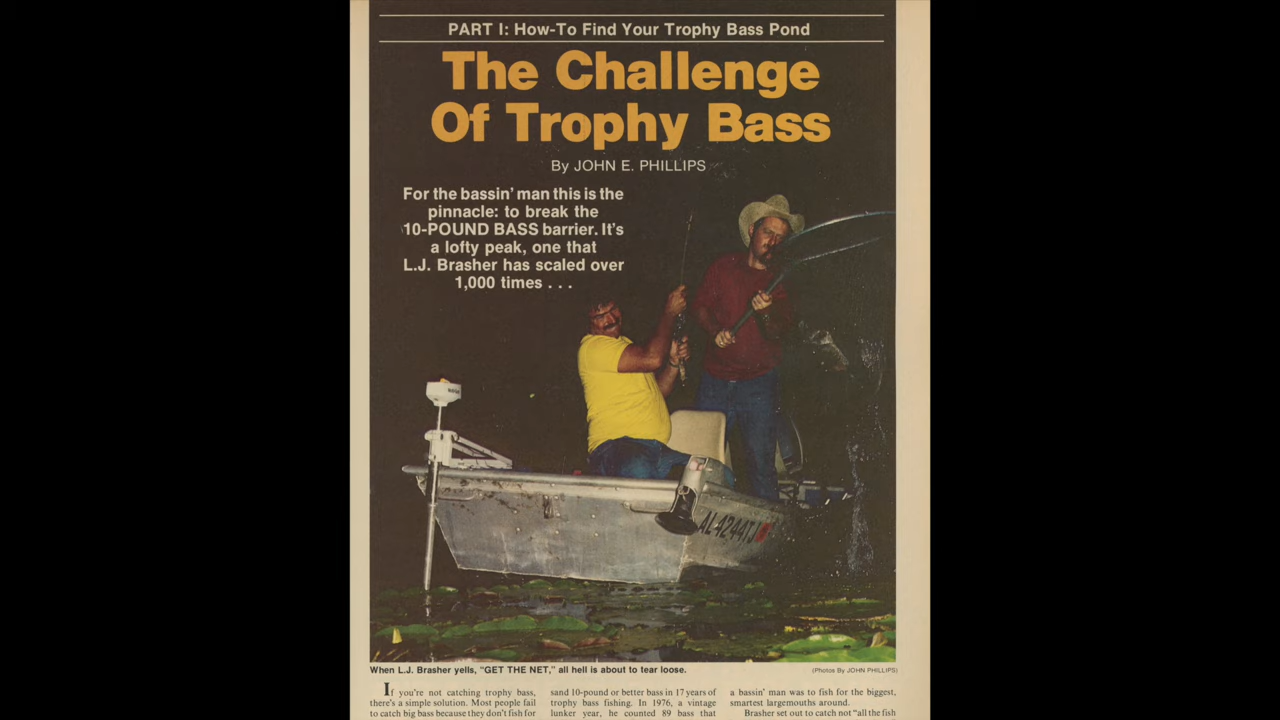 PART I: How-To Find Your Trophy Bass Pond
The Challenge
Of Trophy Bass
By JOHN E. PHILLIPS
For the bassin' man this is the
pinnacle: to break the
10-POUND BASS barrier. It's
a lofty peak, one that
L.J. Brasher has scaled over
1,000 times . . .
AL4244TJ
When L.J. Brasher yells, “GET THE NET,” all hell is about to tear loose.
(Photos By JOHN PHILLIPS)
If you're not catching trophy bass,
there's a simple solution. Most people fail
to catch big bass because they don't fish for
sand 10-pound or better bass in 17 years of
trophy bass fishing. In 1976, a vintage
lunker year, he counted 89 bass that
a bassin' man was to fish for the biggest,
smartest largemouths around.
Brasher set out to catch not “all the fish